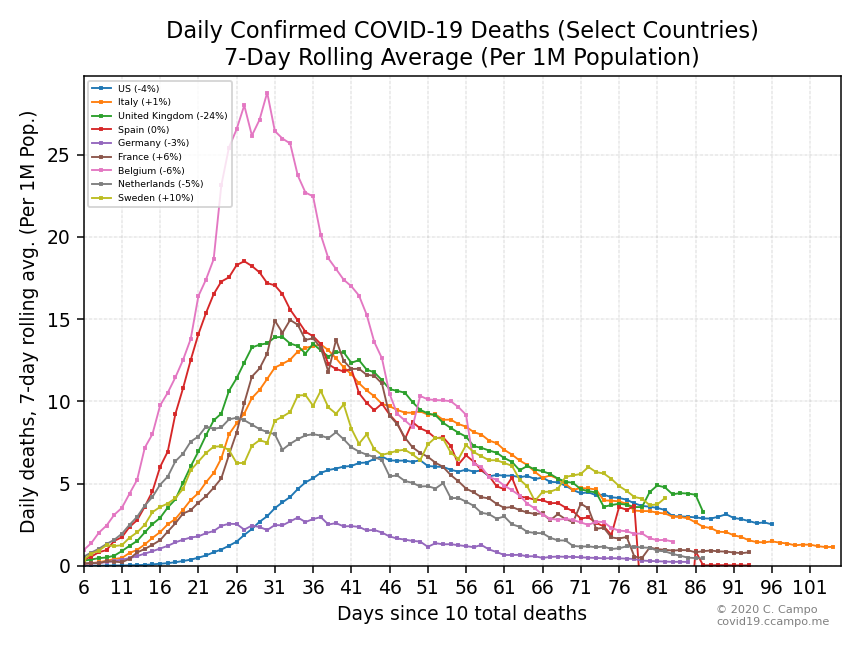 Daily Confirmed COVID-19 Deaths (Select Countries)
7-Day Rolling Average (Per 1M Population)
Daily deaths, 7-day rolling avg. (Per 1M Pop.)
US (-4%)
Italy (+1%)
United Kingdom (-24%)
Spain (0%)
Germany (-3%)
France (+6%)
Belgium (-6%)
Netherlands (-5%)
Sweden (+10%)
25
20
15
10
5
0
6 11 16 21 26 31 36 41 46 51 56 61 66 71 76 81 86 91 96 101
Days since 10 total deaths
© 2020 C. Campo
covid19.ccampo.me